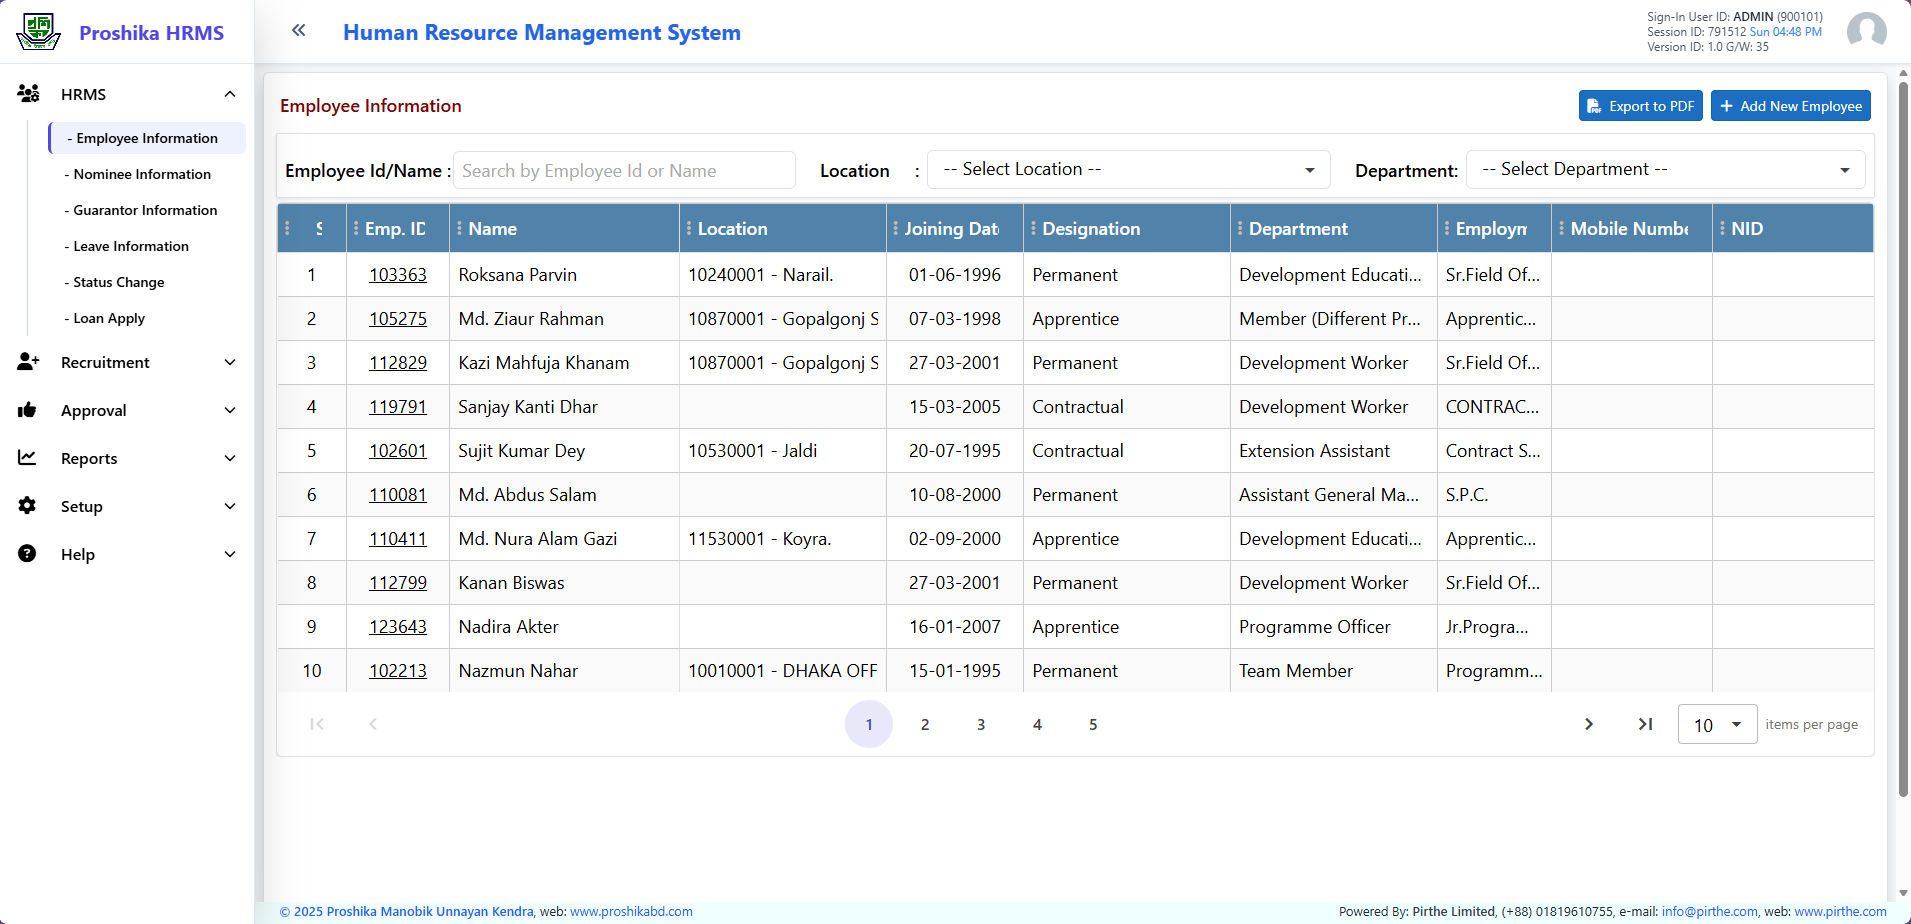 Proshika HRMS
Human Resource Management System
Sign-In User ID: ADMIN (900101)
Session ID: 791512 Sun 04:48 PM
Version ID: 1.0 G/W: 35
HRMS
- Employee Information
- Nominee Information
- Guarantor Information
- Leave Information
- Status Change
- Loan Apply
Recruitment
Approval
Reports
Setup
Help
Employee Information
Export to PDF
+ Add New Employee
Employee Id/Name : Search by Employee Id or Name
Location : -- Select Location --
Department: -- Select Department --
S Emp. ID Name Location Joining Dat Designation Department Employm Mobile Numbe NID
1 103363 Roksana Parvin 10240001 - Narail. 01-06-1996 Permanent Development Educati... Sr.Field Of...
2 105275 Md. Ziaur Rahman 10870001 - Gopalgonj S 07-03-1998 Apprentice Member (Different Pr... Apprentic...
3 112829 Kazi Mahfuja Khanam 10870001 - Gopalgonj S 27-03-2001 Permanent Development Worker Sr.Field Of...
4 119791 Sanjay Kanti Dhar 15-03-2005 Contractual Development Worker CONTRAC...
5 102601 Sujit Kumar Dey 10530001 - Jaldi 20-07-1995 Contractual Extension Assistant Contract S...
6 110081 Md. Abdus Salam 10-08-2000 Permanent Assistant General Ma... S.P.C.
7 110411 Md. Nura Alam Gazi 11530001 - Koyra. 02-09-2000 Apprentice Development Educati... Apprentic...
8 112799 Kanan Biswas 27-03-2001 Permanent Development Worker Sr.Field Of...
9 123643 Nadira Akter 16-01-2007 Apprentice Programme Officer Jr.Progra...
10 102213 Nazmun Nahar 10010001 - DHAKA OFF 15-01-1995 Permanent Team Member Programm...
1 2 3 4 5 10 items per page
© 2025 Proshika Manobik Unnayan Kendra, web: www.proshikabd.com
Powered By: Pirthe Limited, (+88) 01819610755, e-mail: info@pirthe.com, web: www.pirthe.com